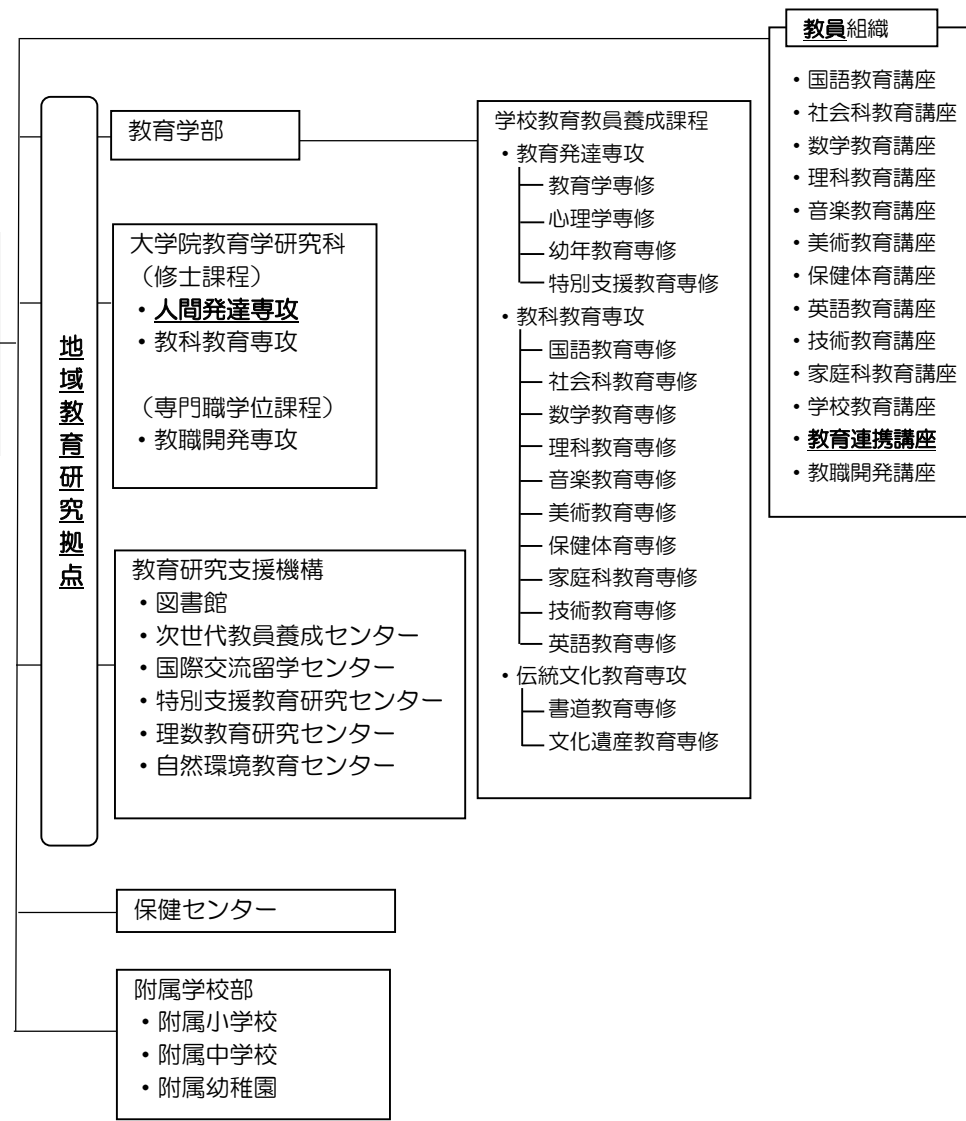 教員組織
・国語教育講座
・社会科教育講座
・数学教育講座
・理科教育講座
・音楽教育講座
・美術教育講座
・保健体育講座
・英語教育講座
・技術教育講座
・家庭科教育講座
・学校教育講座
・教育連携講座
・教職開発講座
地域教育研究拠点
教育学部
学校教育教員養成課程
・教育発達専攻
教育学専修
心理学専修
幼年教育専修
特別支援教育専修
・教科教育専攻
国語教育専修
社会科教育専修
数学教育専修
理科教育専修
音楽教育専修
美術教育専修
保健体育専修
家庭科教育専修
技術教育専修
英語教育専修
・伝統文化教育専攻
書道教育専修
文化遺産教育専修
大学院教育学研究科
（修士課程）
・人間発達専攻
・教科教育専攻
（専門職学位課程）
・教職開発専攻
教育研究支援機構
・図書館
・次世代教員養成センター
・国際交流留学センター
・特別支援教育研究センター
・理数教育研究センター
・自然環境教育センター
保健センター
附属学校部
・附属小学校
・附属中学校
・附属幼稚園